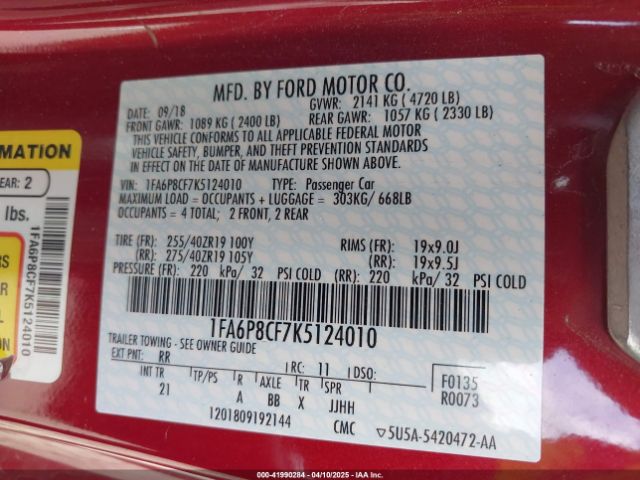 MFD. BY FORD MOTOR CO.
DATE: 09/18 GVWR: 2141 KG ( 4720 LB)
FRONT GAWR: 1089 KG ( 2400 LB) REAR GAWR: 1057 KG ( 2330 LB)
THIS VEHICLE CONFORMS TO ALL APPLICABLE FEDERAL MOTOR
VEHICLE SAFETY, BUMPER, AND THEFT PREVENTION STANDARDS
IN EFFECT ON THE DATE OF MANUFACTURE SHOWN ABOVE.
VIN: 1FA6P8CF7K5124010 TYPE: Passenger Car
MAXIMUM LOAD = OCCUPANTS + LUGGAGE = 303KG/ 668LB
OCCUPANTS = 4 TOTAL; 2 FRONT, 2 REAR
TIRE (FR): 255/40ZR19 100Y RIMS (FR): 19x9.0J
(RR): 275/40ZR19 105Y (RR): 19x9.5J
PRESSURE (FR): 220 kPa/ 32 PSI COLD (RR): 220 kPa/ 32 PSI COLD
1FA6P8CF7K5124010
TRAILER TOWING - SEE OWNER GUIDE
EXT PNT: RR RC: 11 DSO:
INT TR TP/PS R AXLE TR SPR
21 A BB X JJHH
F0135
R0073
1201809192144 CMC 5U5A-5420472-AA
RMATION
EAR: 2
lbs.
1FA6P8CF7K5124010
000-41990284 - 04/10/2025 - IAAI.COM